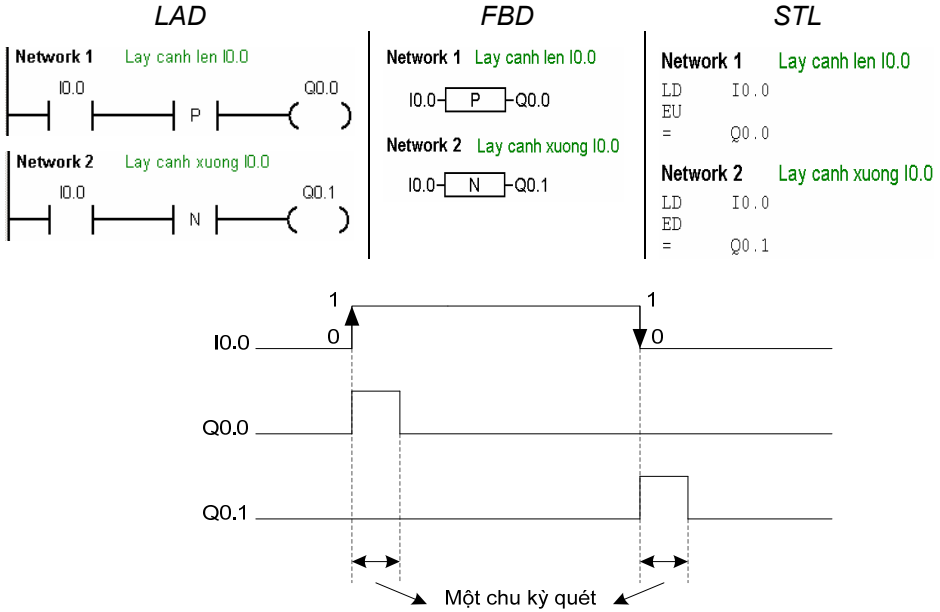 LAD
Network 1 Lay canh len I0.0
I0.0 Q0.0
P
Network 2 Lay canh xuong I0.0
I0.0 Q0.1
N
FBD
Network 1 Lay canh len I0.0
I0.0 P Q0.0
Network 2 Lay canh xuong I0.0
I0.0 N Q0.1
STL
Network 1 Lay canh len I0.0
LD I0.0
EU
= Q0.0
Network 2 Lay canh xuong I0.0
LD I0.0
ED
= Q0.1
1 1
I0.0 0 0
Q0.0
Q0.1
Một chu kỳ quét